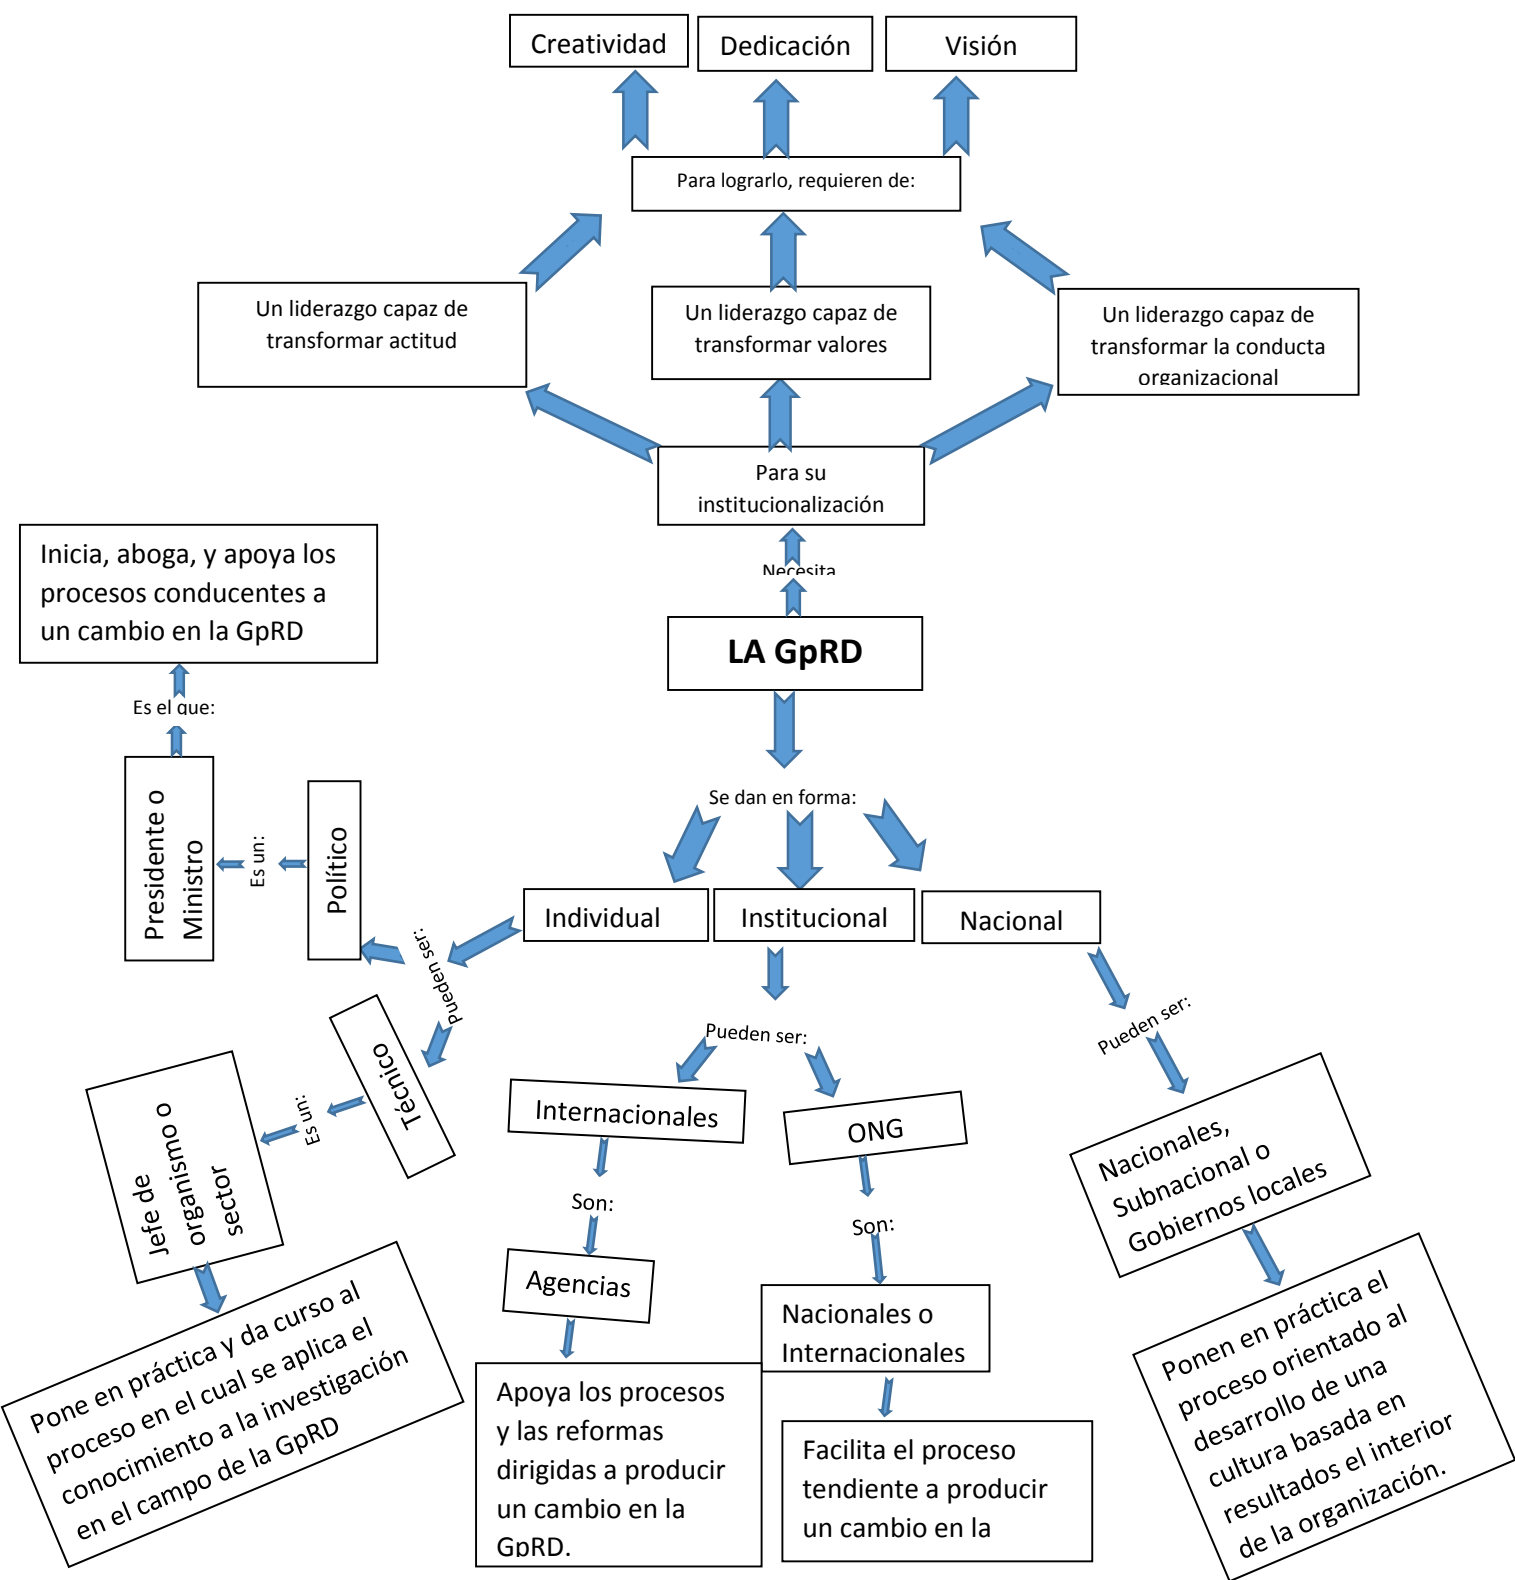 Creatividad
Dedicación
Visión
Para lograrlo, requieren de:
Un liderazgo capaz de
transformar actitud
Un liderazgo capaz de
transformar valores
Un liderazgo capaz de
transformar la conducta
organizacional
Para su
institucionalización
Necesita
LA GpRD
Inicia, aboga, y apoya los
procesos conducentes a
un cambio en la GpRD
Es el que:
Presidente o
Ministro
Es un:
Político
Se dan en forma:
Individual
Institucional
Nacional
Pueden ser:
Técnico
Es un:
Jefe de
organismo o
sector
Pone en práctica y da curso al
proceso en el cual se aplica el
conocimiento a la investigación
en el campo de la GpRD
Pueden ser:
Internacionales
ONG
Son:
Agencias
Apoya los procesos
y las reformas
dirigidas a producir
un cambio en la
GpRD.
Son:
Nacionales o
Internacionales
Facilita el proceso
tendiente a producir
un cambio en la
Pueden ser:
Nacionales,
Subnacional o
Gobiernos locales
Ponen en práctica el
proceso orientado al
desarrollo de una
cultura basada en
resultados el interior
de la organización.